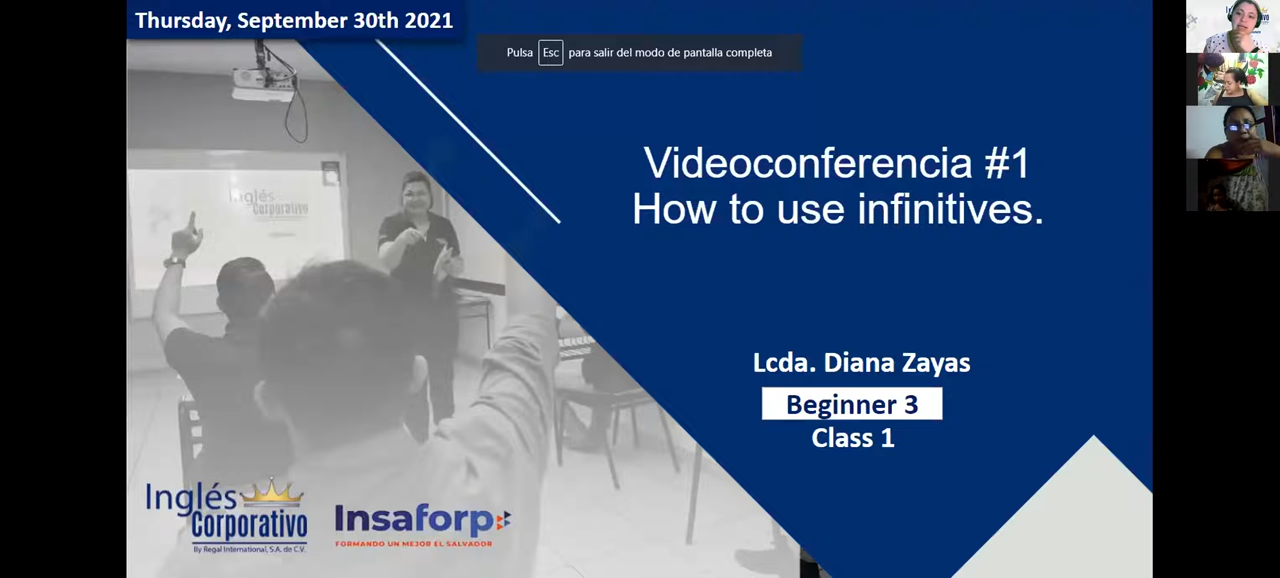 Thursday, September 30th 2021
Pulsa Esc para salir del modo de pantalla completa
Videoconferencia #1
How to use infinitives.
Inglés
Corporativo
Lcda. Diana Zayas
Beginner 3
Class 1
Inglés
Corporativo
By Regal International, S.A. de C.V.
Insaforp
FORMANDO UN MEJOR EL SALVADOR